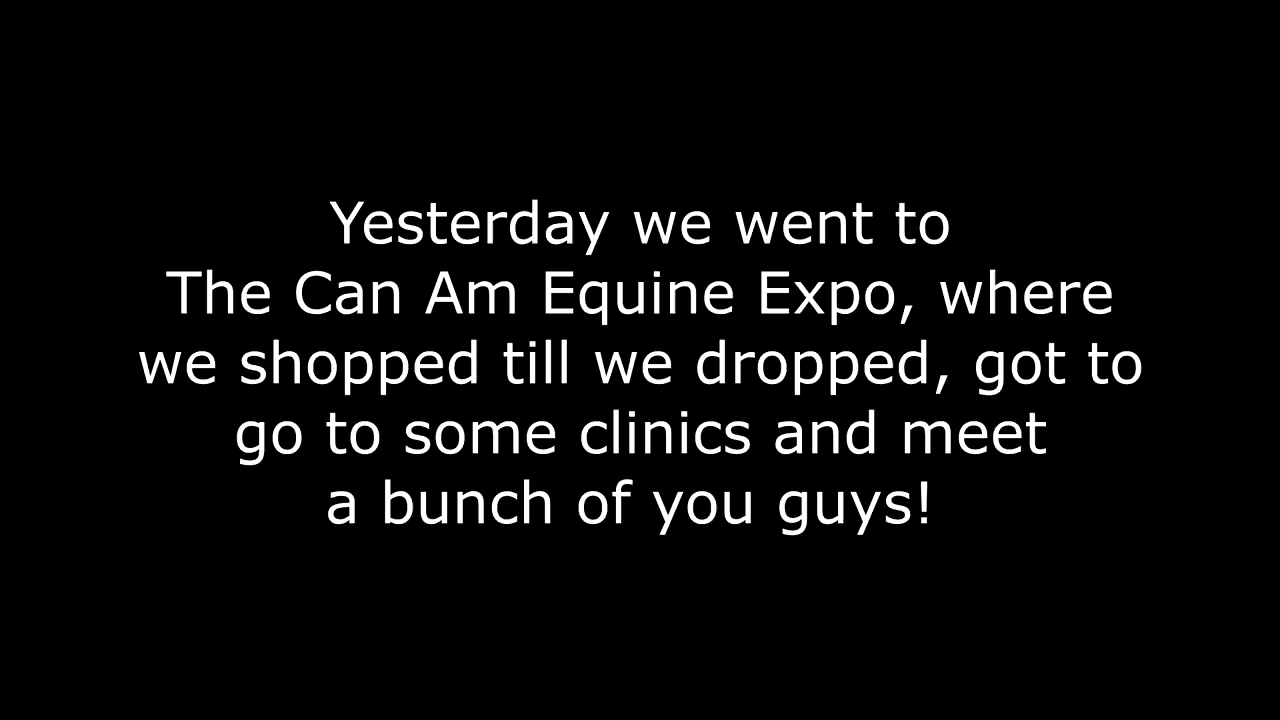 Yesterday we went to
The Can Am Equine Expo, where
we shopped till we dropped, got to
go to some clinics and meet
a bunch of you guys!